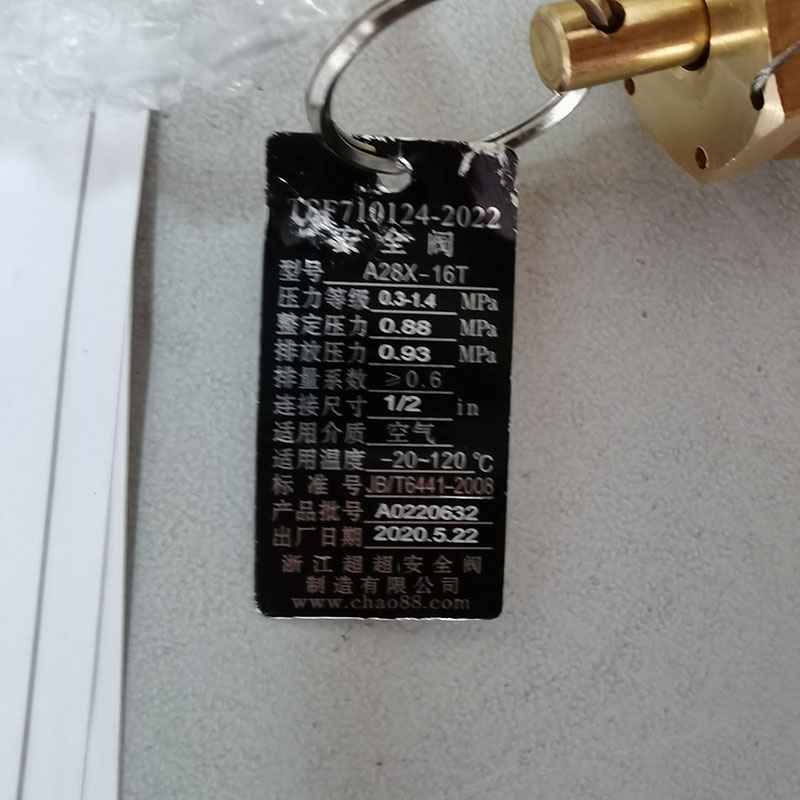 710124-2022
安全阀
型号 A28X-16T
压力等级 0.3-1.4 MPa
整定压力 0.88 MPa
排放压力 0.93 MPa
排量系数 ≥0.6
连接尺寸 1/2 in
适用介质 空气
适用温度 -20~120 ℃
标准号 JB/T6441-2008
产品批号 A0220632
出厂日期 2020.5.22
浙江超超安全阀
制造有限公司
www.chao88.com